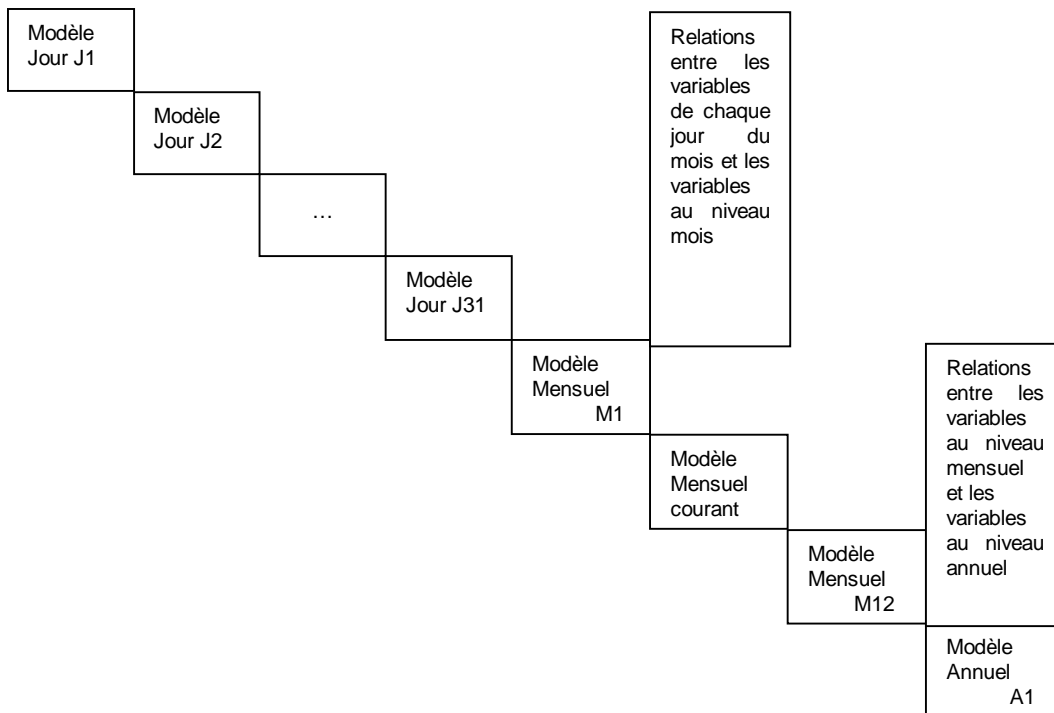 Modèle
Jour J1
Modèle
Jour J2
…
Modèle
Jour J31
Modèle
Mensuel
M1
Relations
entre les
variables
de chaque
jour du
mois et les
variables
au niveau
mois
Modèle
Mensuel
courant
Modèle
Mensuel
M12
Relations
entre les
variables
au niveau
mensuel
et les
variables
au niveau
annuel
Modèle
Annuel
A1